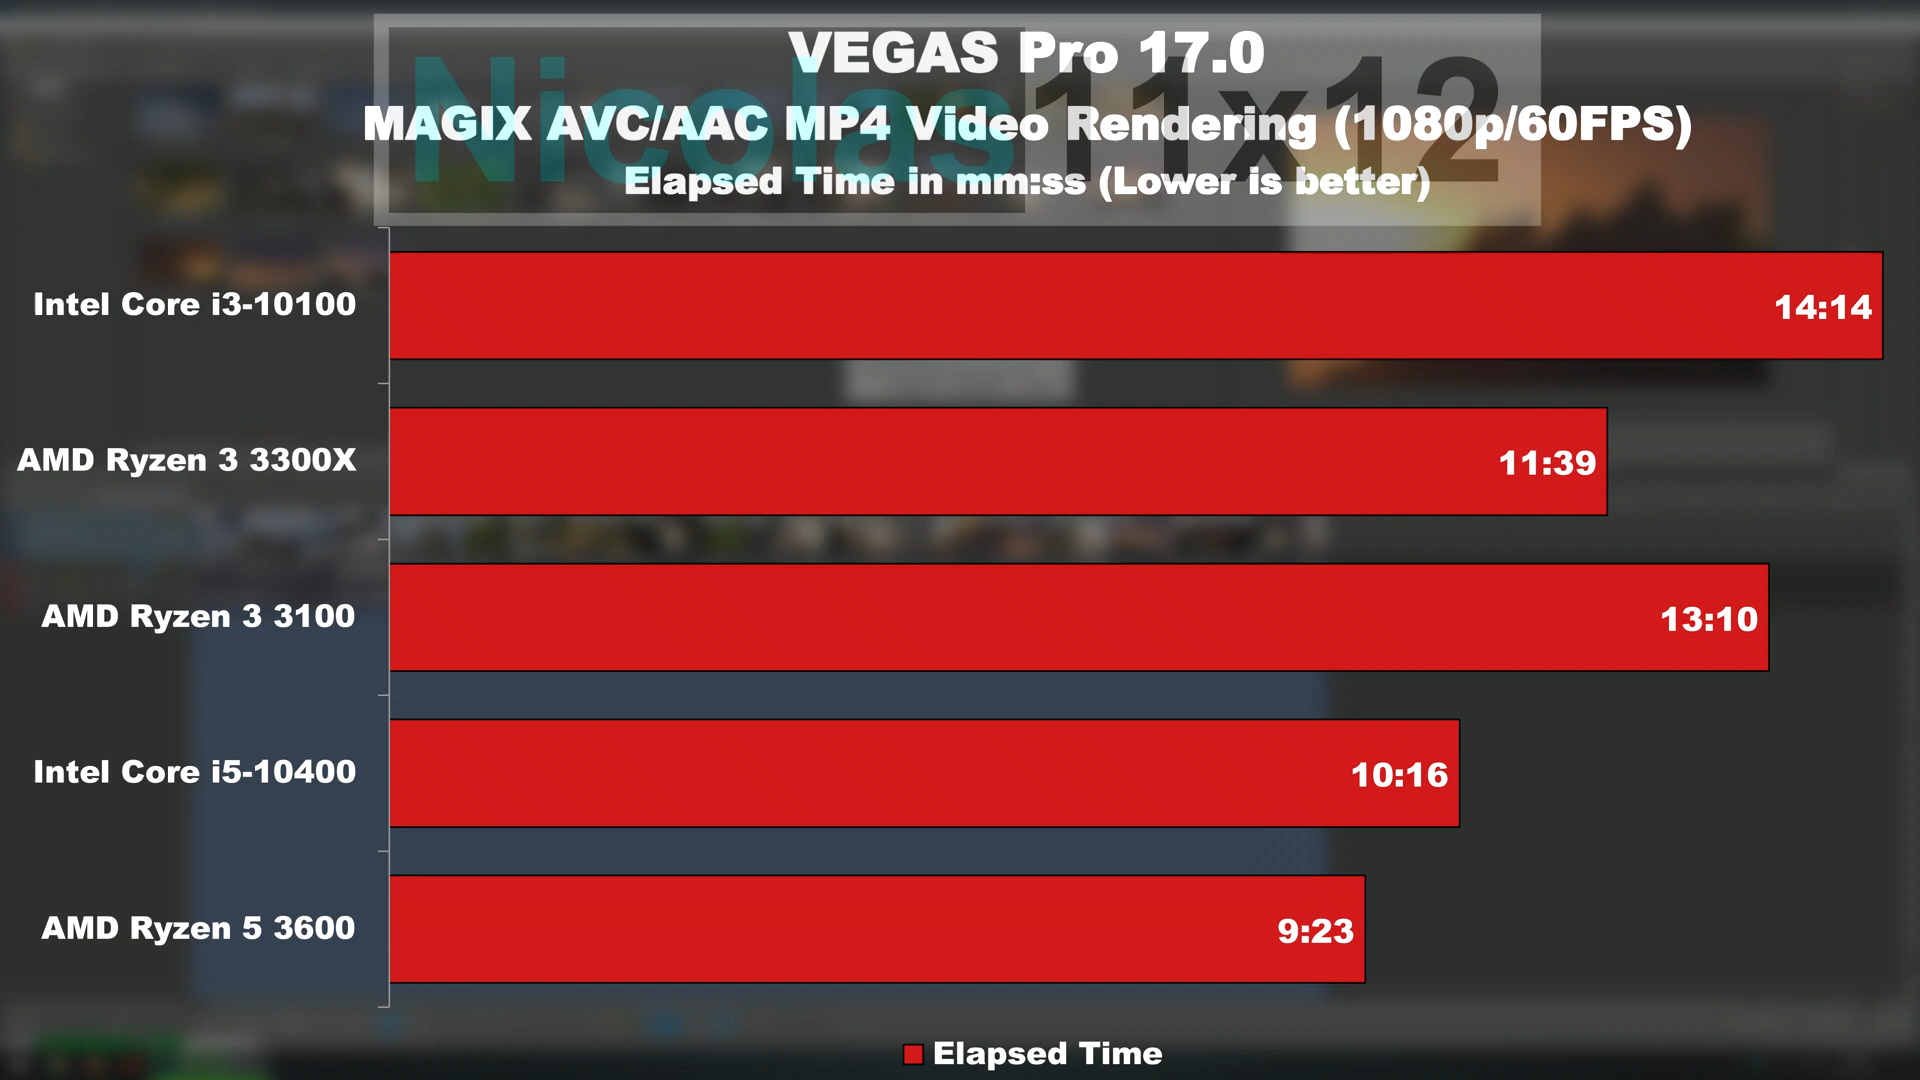 VEGAS Pro 17.0
Nicolas11x12
MAGIX AVC/AAC MP4 Video Rendering (1080p/60FPS)
Elapsed Time in mm:ss (Lower is better)
Intel Core i3-10100
14:14
AMD Ryzen 3 3300X
11:39
AMD Ryzen 3 3100
13:10
Intel Core i5-10400
10:16
AMD Ryzen 5 3600
9:23
Elapsed Time